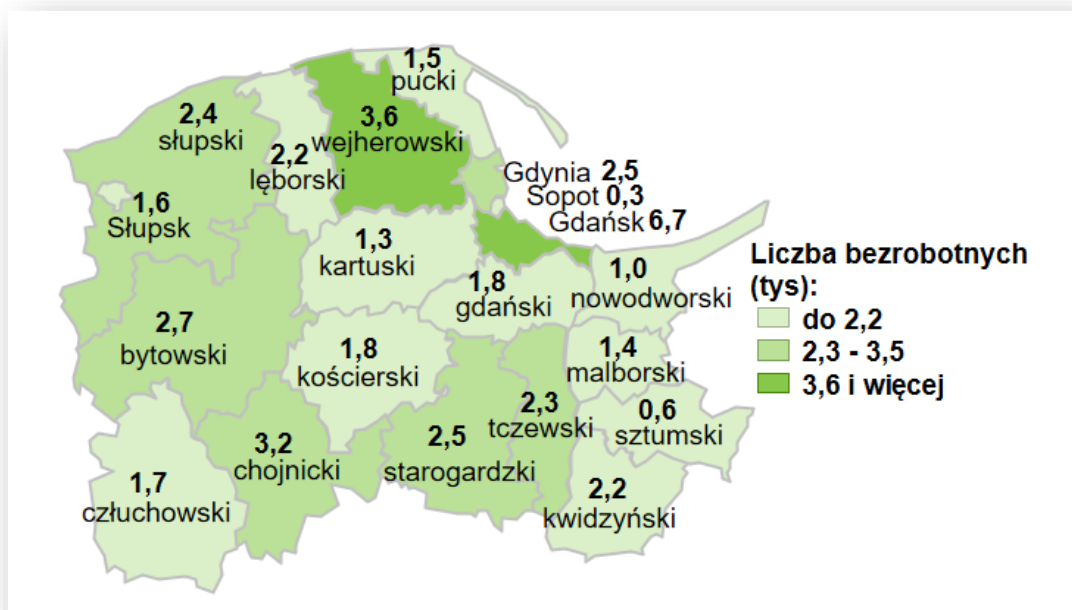 1,5
pucki
2,4
słupski
3,6
wejherowski
2,2
lęborski
Gdynia 2,5
Sopot 0,3
Gdańsk 6,7
1,6
Słupsk
1,3
kartuski
1,8
gdański
1,0
nowodworski
2,7
bytowski
1,8
kościerski
1,4
malborski
2,3
tczewski
0,6
sztumski
3,2
chojnicki
2,5
starogardzki
1,7
człuchowski
2,2
kwidzyński
Liczba bezrobotnych
(tys):
do 2,2
2,3 - 3,5
3,6 i więcej